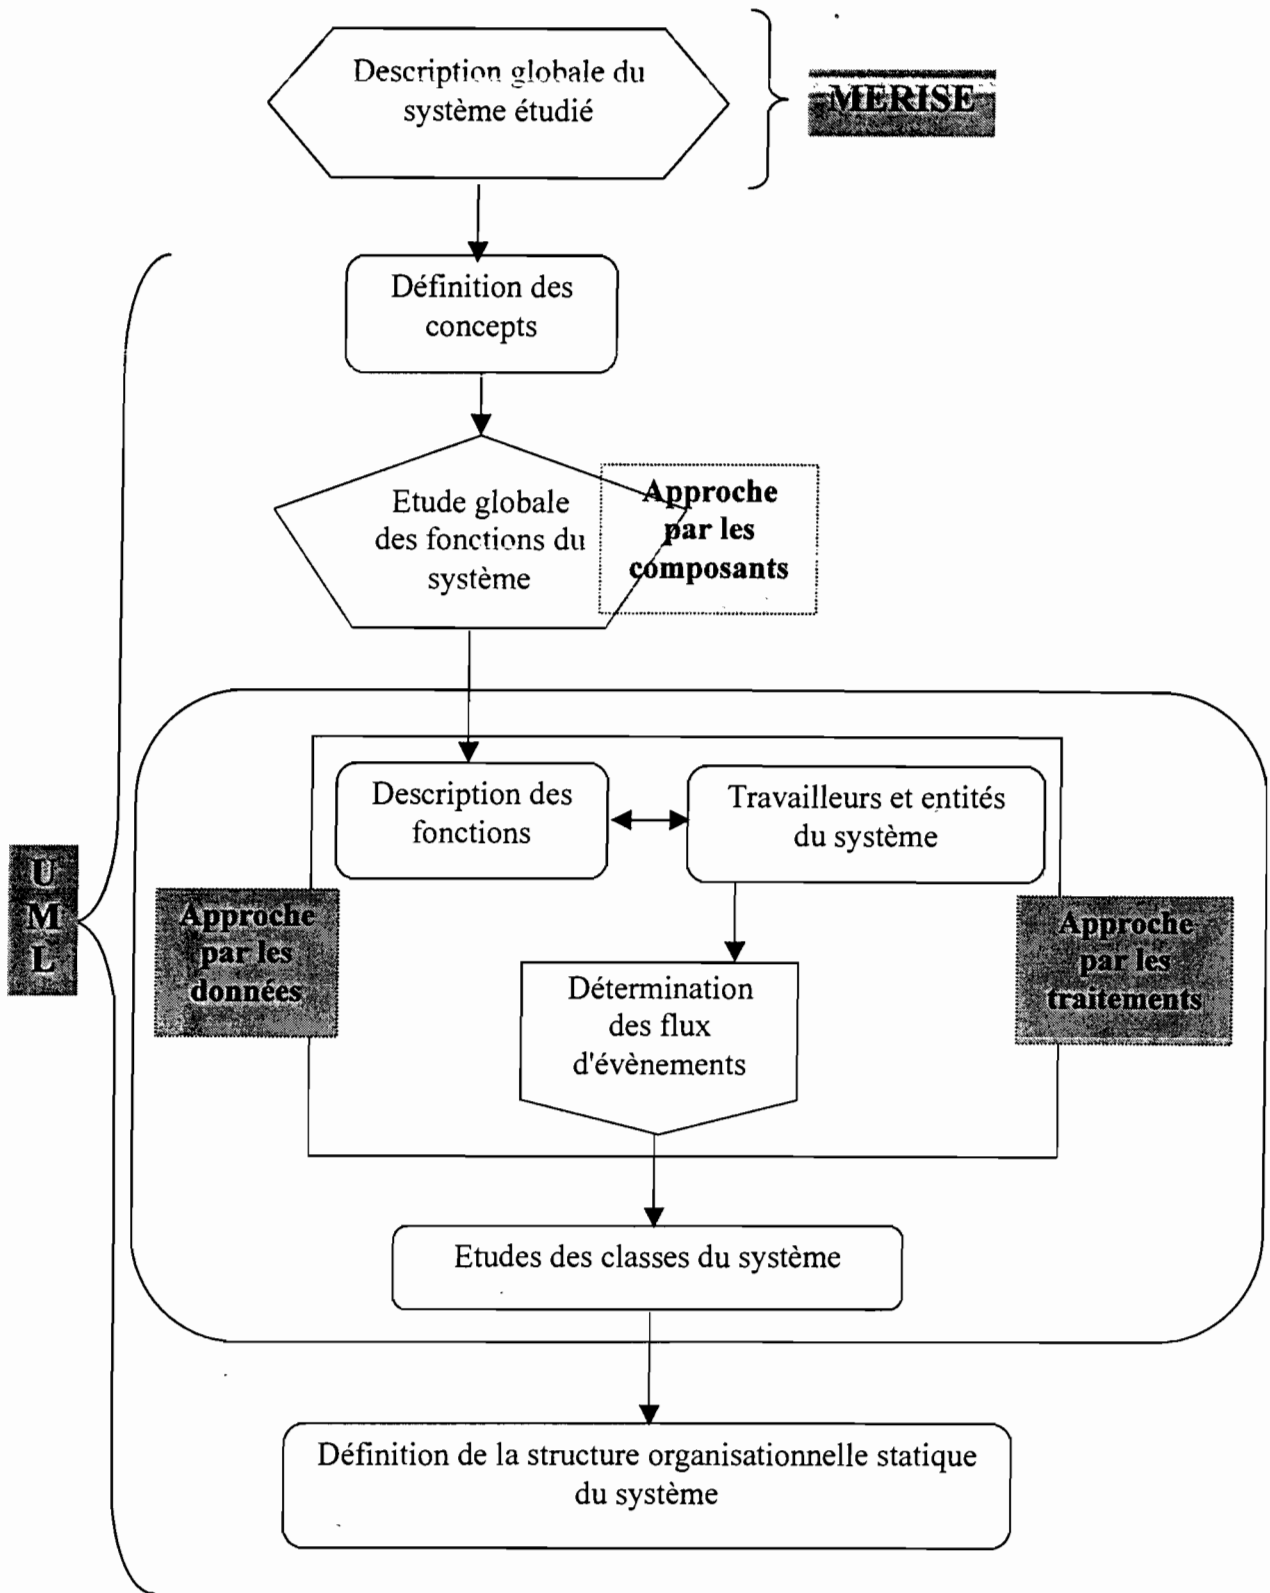 Description globale du
système étudié
MERISE
Définition des
concepts
Etude globale
des fonctions du
système
Approche
par les
composants
Description des
fonctions
Travailleurs et entités
du système
U
M
L
Approche
par les
données
Approche
par les
traitements
Détermination
des flux
d'évènements
Etudes des classes du système
Définition de la structure organisationnelle statique
du système